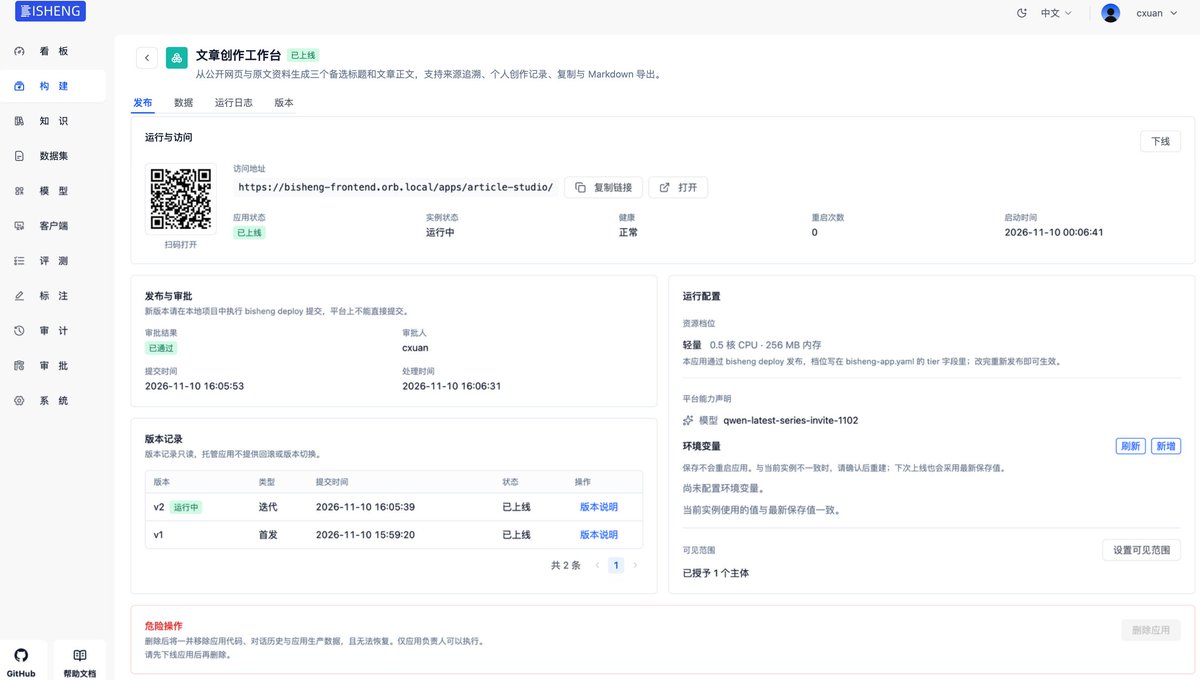 BISHENG
中文
cxuan
看 板
构 建
知 识
数据集
模 型
客户端
评 测
标 注
审 计
审 批
系 统
GitHub
帮助文档
文章创作工作台 已上线
从公开网页与原文资料生成三个备选标题和文章正文，支持来源追溯、个人创作记录、复制与 Markdown 导出。
发布 数据 运行日志 版本
运行与访问
下线
扫码打开
访问地址
https://bisheng-frontend.orb.local/apps/article-studio/ 复制链接 打开
应用状态 实例状态 健康 重启次数 启动时间
已上线 运行中 正常 0 2026-11-10 00:06:41
发布与审批
新版本请在本地项目中执行 bisheng deploy 提交，平台上不能直接提交。
审批结果 审批人
已通过 cxuan
提交时间 处理时间
2026-11-10 16:05:53 2026-11-10 16:06:31
版本记录
版本记录只读，托管应用不提供回滚或版本切换。
版本 类型 提交时间 状态 操作
v2 运行中 迭代 2026-11-10 16:05:39 已上线 版本说明
v1 首发 2026-11-10 15:59:20 已上线 版本说明
共 2 条 1
运行配置
资源档位
轻量 0.5 核 CPU · 256 MB 内存
本应用通过 bisheng deploy 发布，档位写在 bisheng-app.yaml 的 tier 字段里；改完重新发布即可生效。
平台能力声明
模型 qwen-latest-series-invite-1102
环境变量 刷新 新增
保存不会重启应用。与当前实例不一致时，请确认后重建；下次上线也会采用最新保存值。
尚未配置环境变量。
当前实例使用的值与最新保存值一致。
可见范围
设置可见范围
已授予 1 个主体
危险操作
删除后将一并移除应用代码、对话历史与应用生产数据，且无法恢复。仅应用负责人可以执行。
请先下线应用后再删除。
删除应用